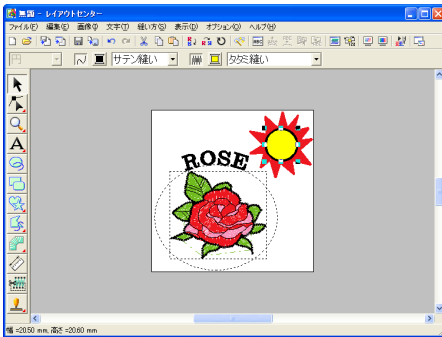 無題 - レイアウトセンター
ファイル(F) 編集(E) 画像(I) 文字(T) 縫い方(S) 表示(D) オプション(O) ヘルプ(H)
円 サテン縫い タタミ縫い
A
ROSE
幅 =20.50 mm, 高さ =20.60 mm